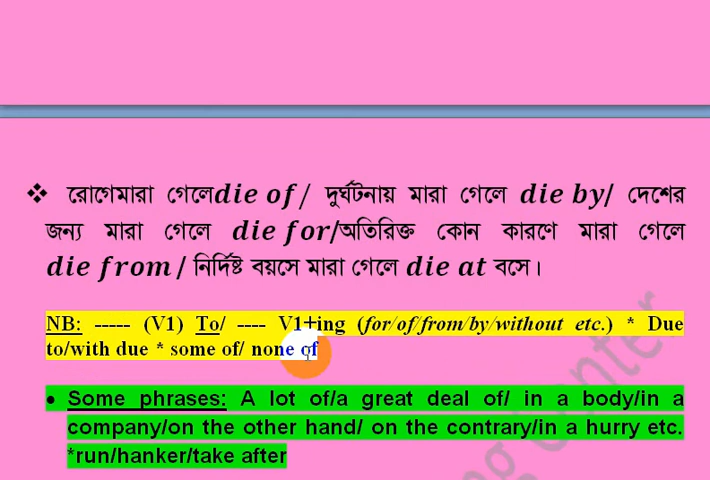 ❖ রোগেমারা গেলেdie of/ দুর্ঘটনায় মারা গেলে die by/ দেশের
জন্য মারা গেলে die for/অতিরিক্ত কোন কারণে মারা গেলে
die from/ নির্দিষ্ট বয়সে মারা গেলে die at বসে।
NB: ----- (V1) To/ ---- V1+ing (for/of/from/by/without etc.) * Due
to/with due * some of/ none of
• Some phrases: A lot of/a great deal of/ in a body/in a
company/on the other hand/ on the contrary/in a hurry etc.
*run/hanker/take after